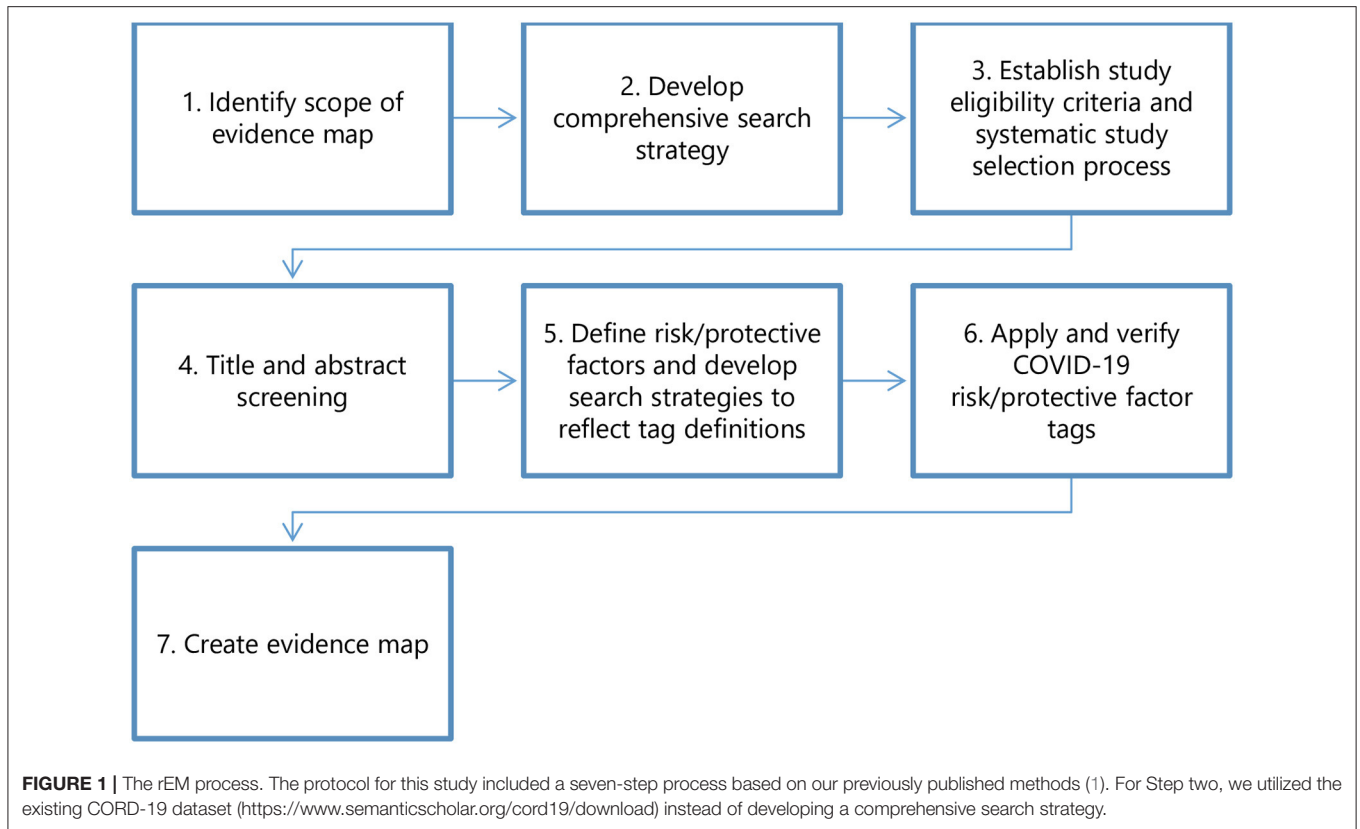 1. Identify scope of
evidence map
2. Develop
comprehensive search
strategy
3. Establish study
eligibility criteria and
systematic study
selection process
4. Title and abstract
screening
5. Define risk/protective
factors and develop
search strategies to
reflect tag definitions
6. Apply and verify
COVID-19
risk/protective factor
tags
7. Create evidence map
FIGURE 1 | The rEM process. The protocol for this study included a seven-step process based on our previously published methods (1). For Step two, we utilized the
existing CORD-19 dataset (https://www.semanticscholar.org/cord19/download) instead of developing a comprehensive search strategy.